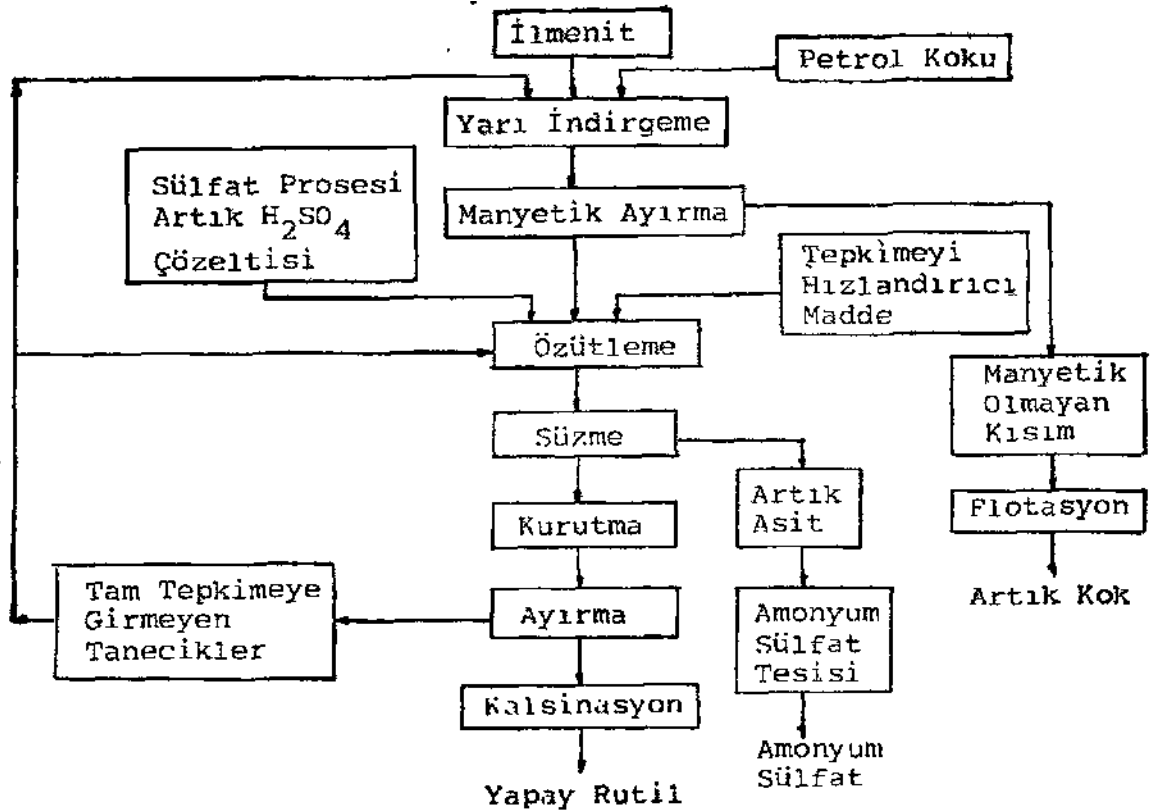 İlmenit
Petrol Koku
Yarı İndirgeme
Sülfat Prosesi
Artık H₂SO₄
Çözeltisi
Manyetik Ayırma
Tepkimeyi
Hızlandırıcı
Madde
Özütleme
Manyetik
Olmayan
Kısım
Süzme
Artık
Asit
Flotasyon
Kurutma
Artık Kok
Tam Tepkimeye
Girmeyen
Tanecikler
Ayırma
Amonyum
Sülfat
Tesisi
Kalsinasyon
Amonyum
Sülfat
Yapay Rutil